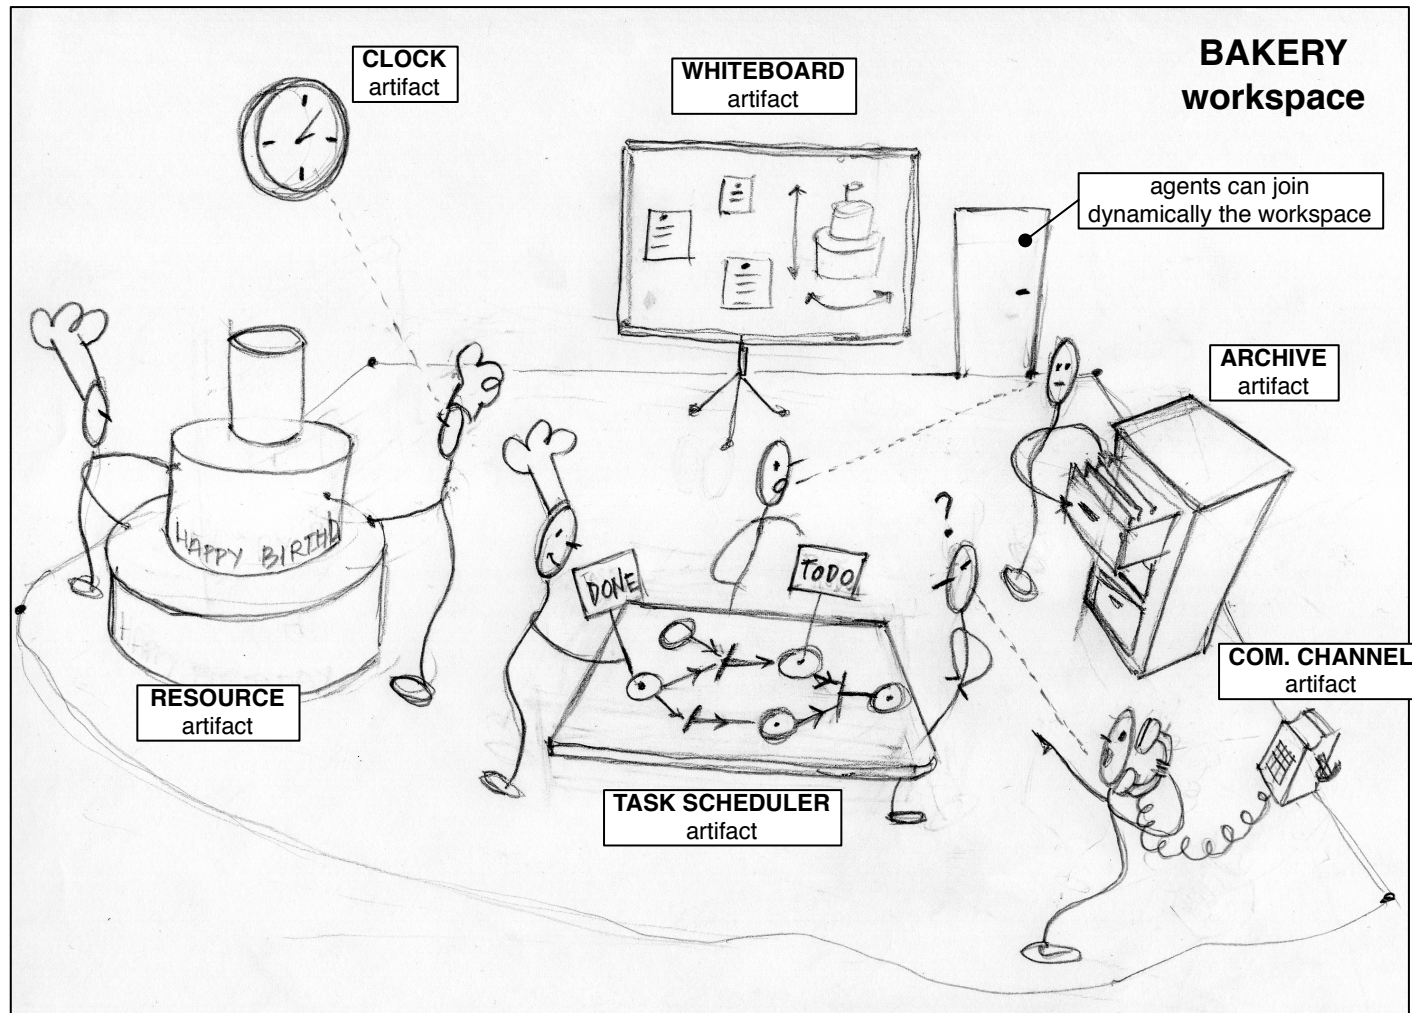 CLOCK
artifact
WHITEBOARD
artifact
BAKERY
workspace
agents can join
dynamically the workspace
ARCHIVE
artifact
?
HAPPY BIRTHD
DONE
TODO
COM. CHANNEL
artifact
RESOURCE
artifact
TASK SCHEDULER
artifact